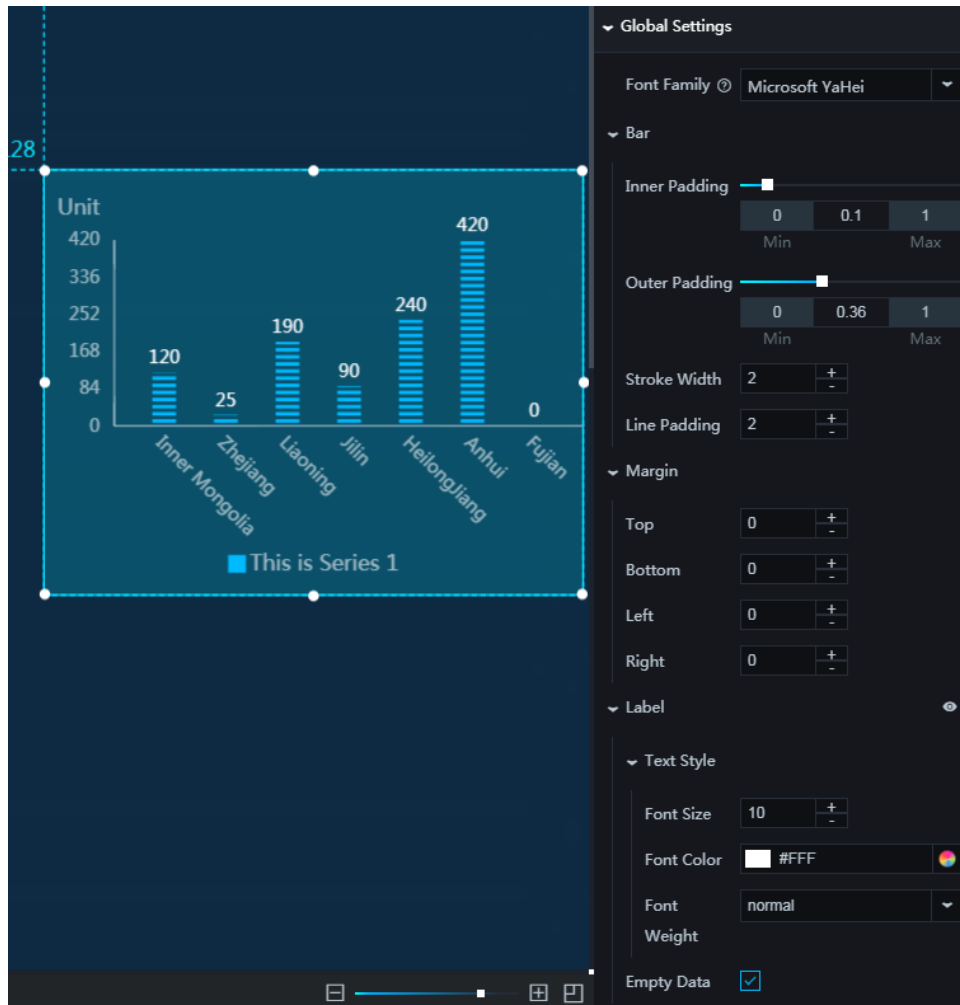 28
Unit
420
336
252
168
84
0
120
25
190
90
240
420
0
Inner Mongolia
Zhejiang
Liaoning
Jilin
HeilongJiang
Anhui
Fujian
This is Series 1
Global Settings
Font Family Microsoft YaHei
Bar
Inner Padding
0 0.1 1
Min Max
Outer Padding
0 0.36 1
Min Max
Stroke Width 2 + -
Line Padding 2 + -
Margin
Top 0 + -
Bottom 0 + -
Left 0 + -
Right 0 + -
Label
Text Style
Font Size 10 + -
Font Color #FFF
Font normal
Weight
Empty Data